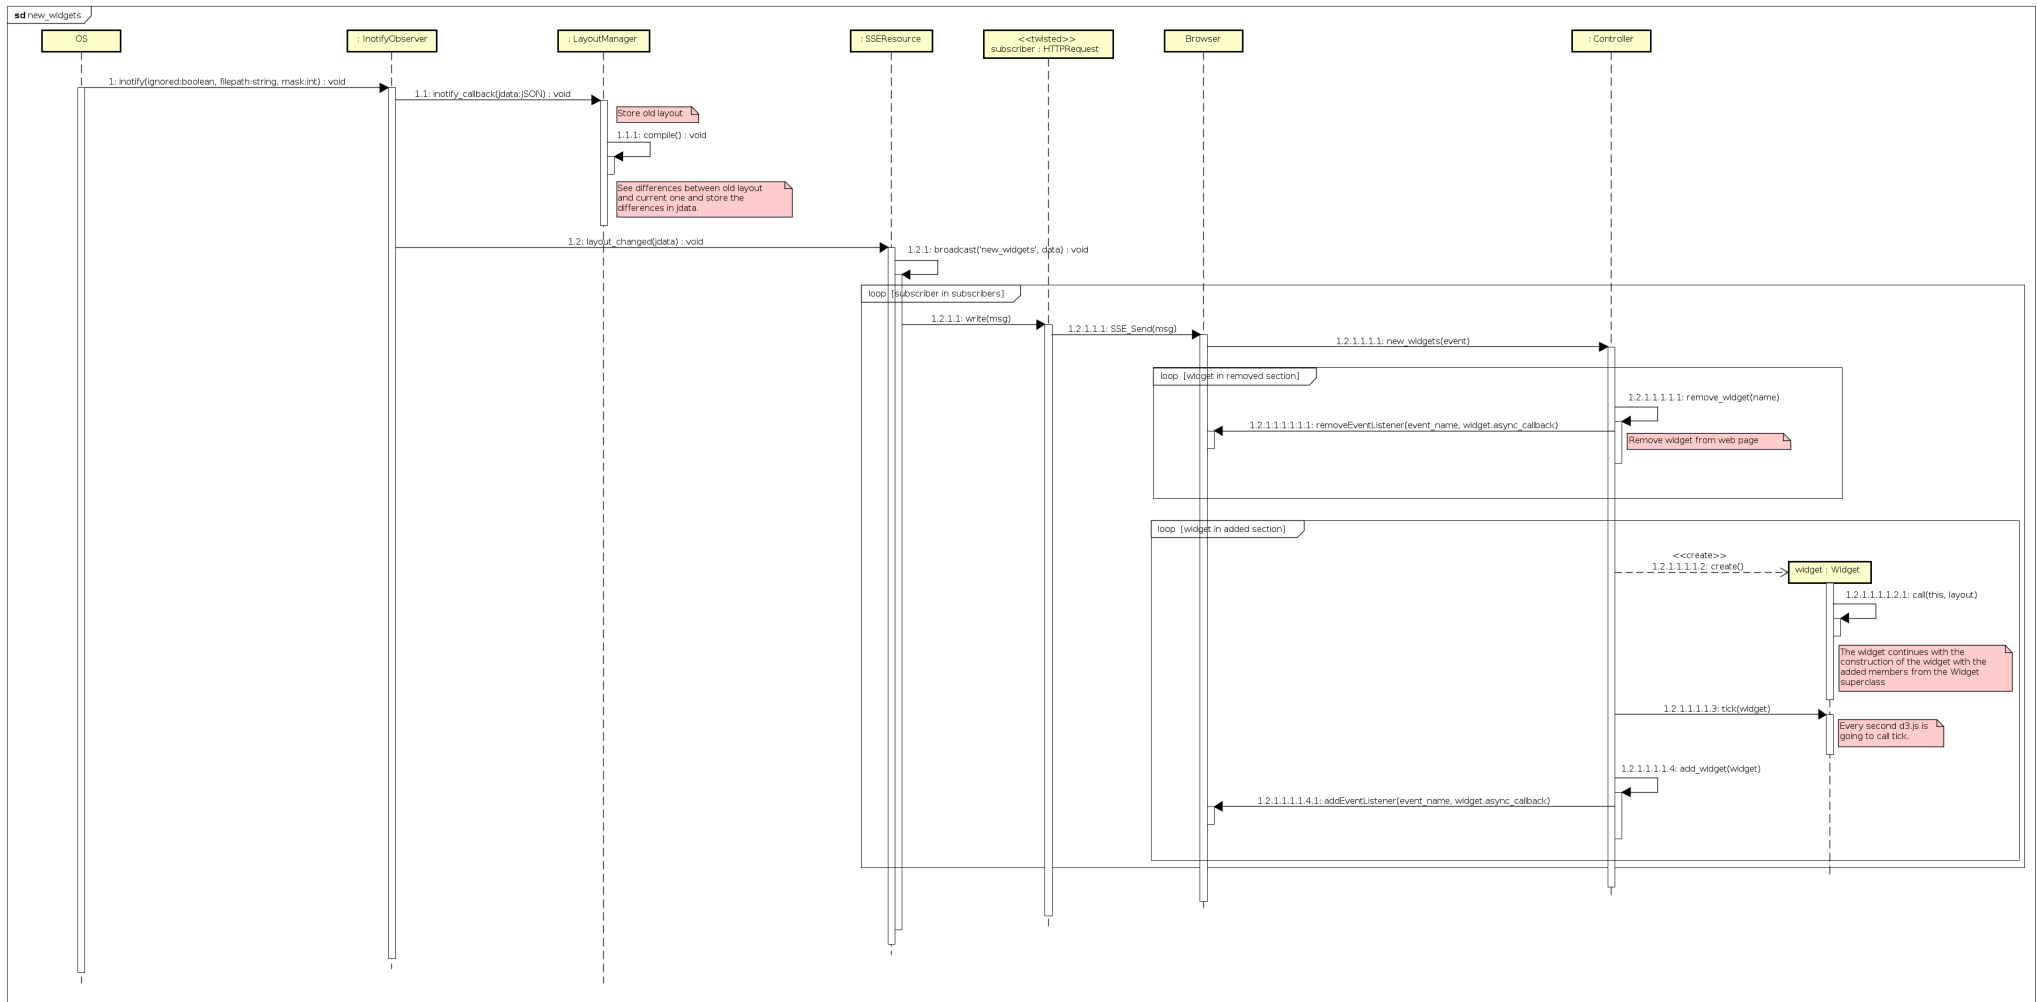 sd new_widgets
OS
: InotifyObserver
: LayoutManager
: SSEResource
<<twisted>>
subscriber : HTTPRequest
Browser
: Controller
1: inotify(ignored:boolean, filepath:string, mask:int) : void
1.1: inotify_callback(jdata:JSON) : void
Store old layout
1.1.1: compile() : void
See differences between old layout
and current one and store the
differences in jdata.
1.2: layout_changed(jdata) : void
1.2.1: broadcast('new_widgets', data) : void
loop [subscriber in subscribers]
1.2.1.1: write(msg)
1.2.1.1.1: SSE_Send(msg)
1.2.1.1.1.1: new_widgets(event)
loop [widget in removed section]
1.2.1.1.1.1.1: remove_widget(name)
1.2.1.1.1.1.1.1: removeEventListener(event_name, widget.async_callback)
Remove widget from web page
loop [widget in added section]
<<create>>
1.2.1.1.1.1.2: create()
widget : Widget
1.2.1.1.1.1.2.1: call(this, layout)
The widget continues with the
construction of the widget with the
added members from the Widget
superclass
1.2.1.1.1.1.3: tick(widget)
Every second d3.js is
going to call tick.
1.2.1.1.1.1.4: add_widget(widget)
1.2.1.1.1.1.4.1: addEventListener(event_name, widget.async_callback)